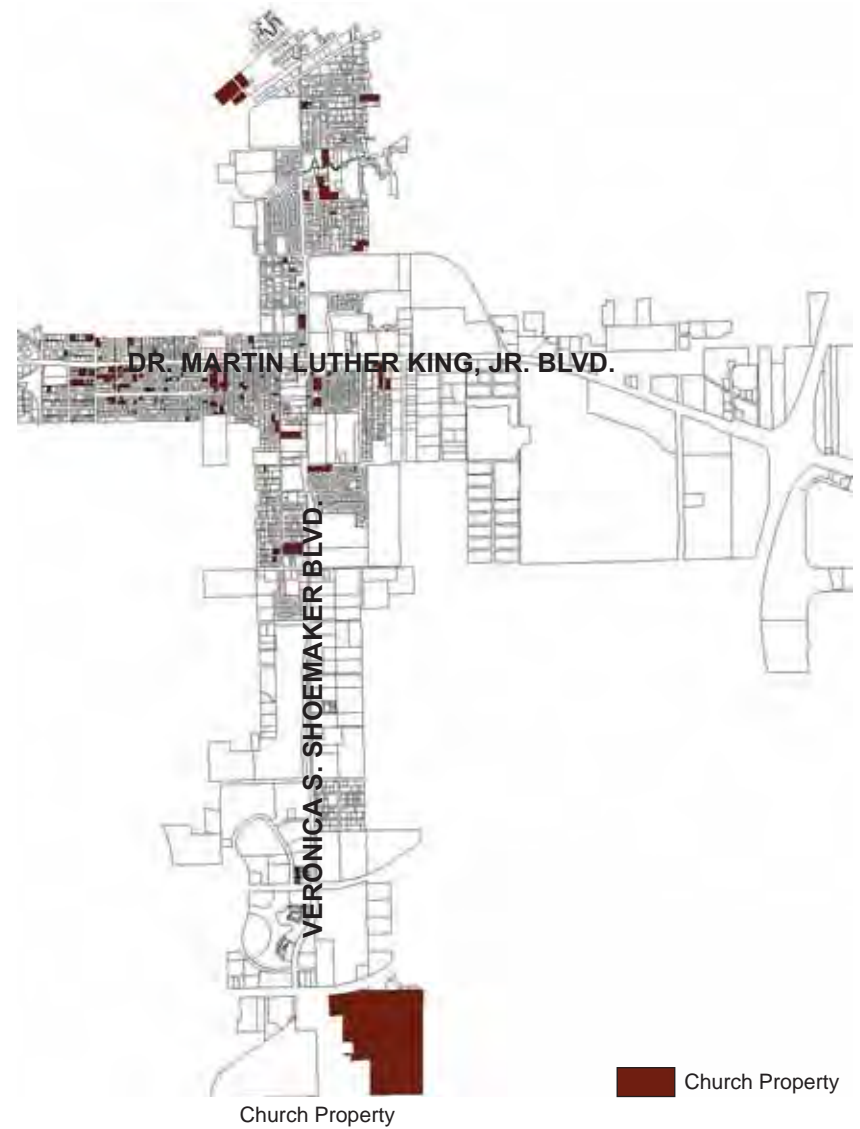 DR. MARTIN LUTHER KING, JR. BLVD.
VERONICA S. SHOEMAKER BLVD.
Church Property
Church Property